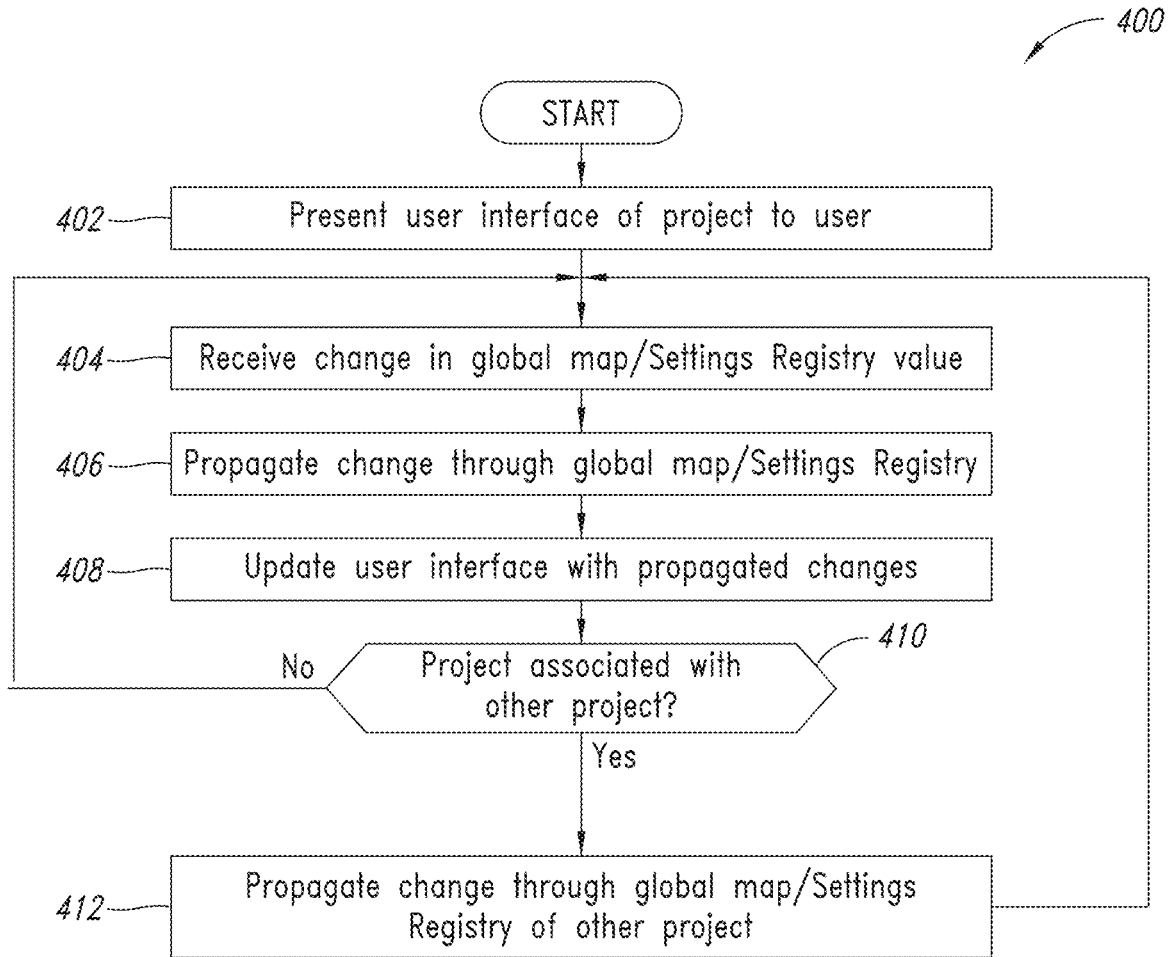 400
START
402
Present user interface of project to user
404
Receive change in global map/Settings Registry value
406
Propagate change through global map/Settings Registry
408
Update user interface with propagated changes
410
No
Project associated with
other project?
Yes
412
Propagate change through global map/Settings
Registry of other project